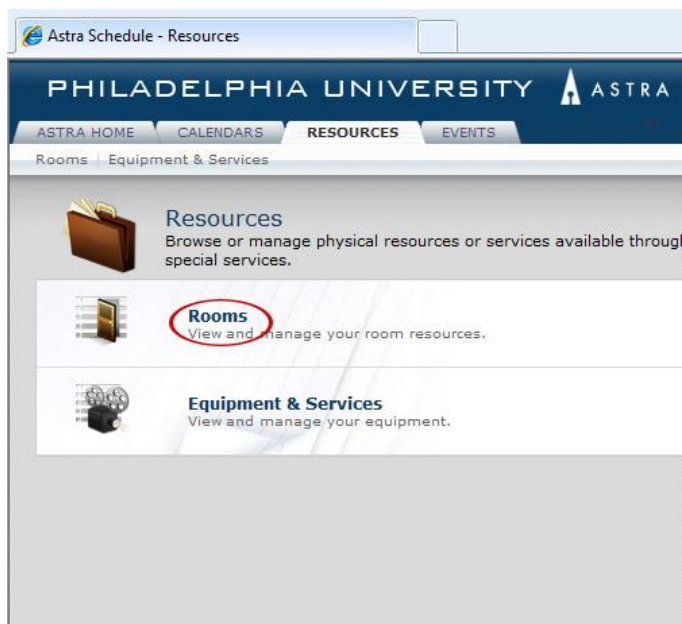 Astra Schedule - Resources
PHILADELPHIA UNIVERSITY ASTRA
ASTRA HOME CALENDARS RESOURCES EVENTS
Rooms | Equipment & Services
Resources
Browse or manage physical resources or services available through
special services.
Rooms
View and manage your room resources.
Equipment & Services
View and manage your equipment.